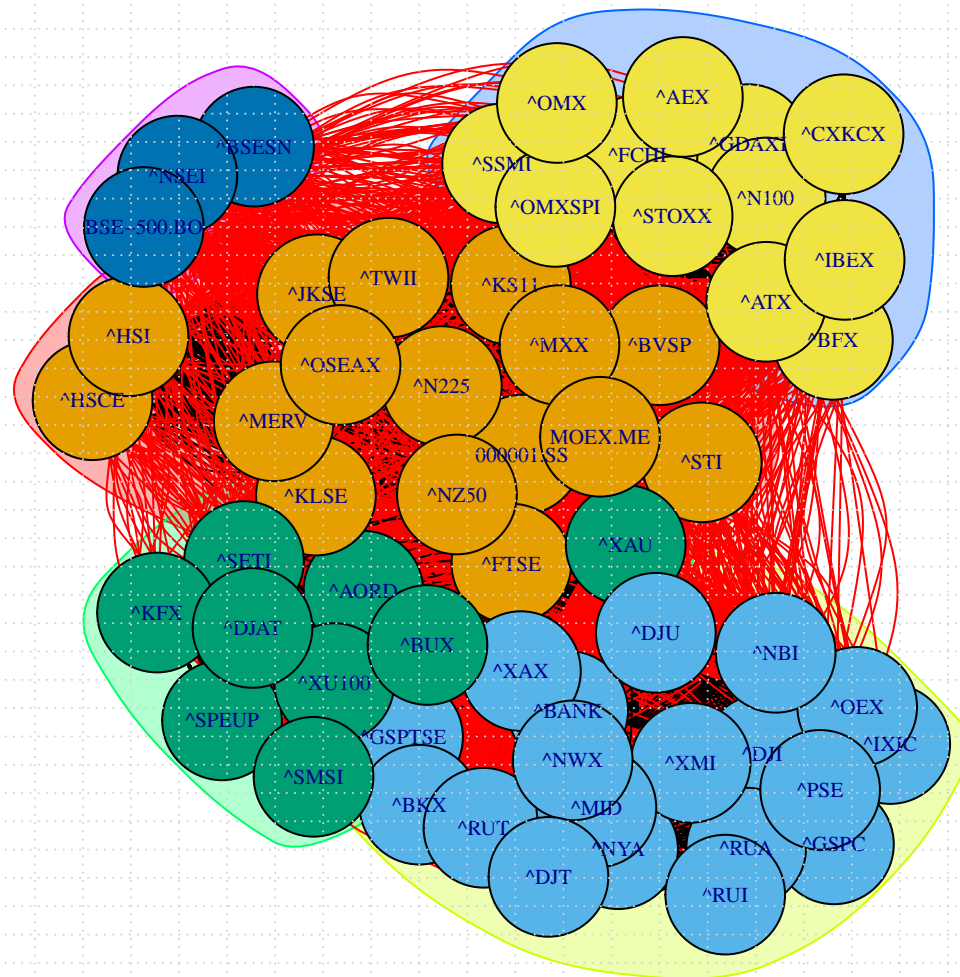 ^OMX
^AEX
^CXKCX
^BSESN
^FCHI
^GDAXI
^SSMI
^NSEI
^N100
^OMXSPI
^STOXX
BSE-500.BO
^IBEX
^TWII
^KS11
^JKSE
^ATX
^HSI
^MXX
^BVSP
^BFX
^OSEAX
^N225
^HSCE
^MERV
MOEX.ME
000001.SS
^STI
^KLSE
^NZ50
^XAU
^SETI
^FTSE
^AORD
^KFX
^DJAT
^DJU
^BUX
^NBI
^XAX
^XU100
^OEX
^BANK
^SPEUP
^GSPTSE
^IXIC
^DJI
^NWX
^XMI
^SMSI
^PSE
^BKX
^MID
^RUT
^GSPC
^NYA
^RUA
^DJT
^RUI